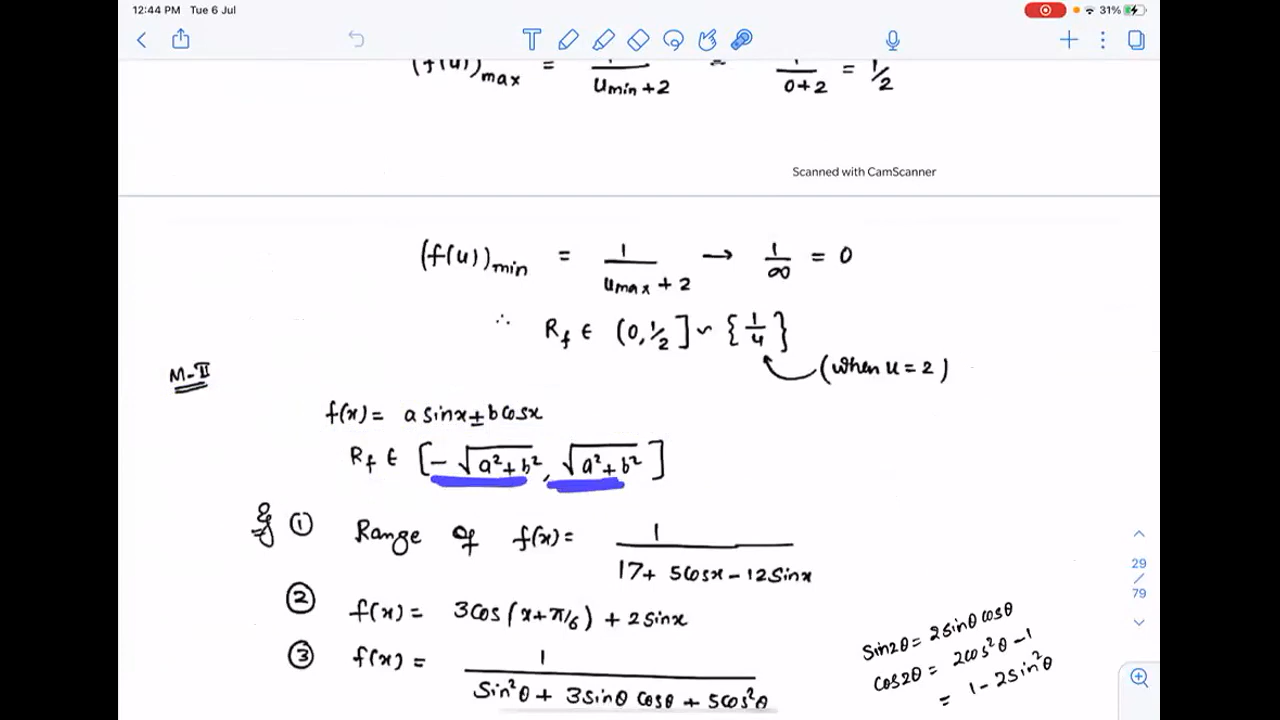 12:44 PM Tue 6 Jul 31%
(f(u))max = 1/(umin+2) = 1/(0+2) = 1/2
Scanned with CamScanner
(f(u))min = 1/(umax + 2) → 1/∞ = 0
∴ Rf ∈ (0, 1/2] ~ {1/4}
(when u = 2)
M-II
f(x) = a sinx ± b cosx
Rf ∈ [-√(a²+b²), √(a²+b²)]
Eg ① Range of f(x) = 1/(17+ 5cosx - 12sinx)
29
/
79
② f(x) = 3cos(x+π/6) + 2sinx
③ f(x) = 1/(sin²θ + 3sinθ cosθ + 5cos²θ)
sin2θ = 2sinθ cosθ
cos2θ = 2cos²θ - 1
= 1 - 2sin²θ